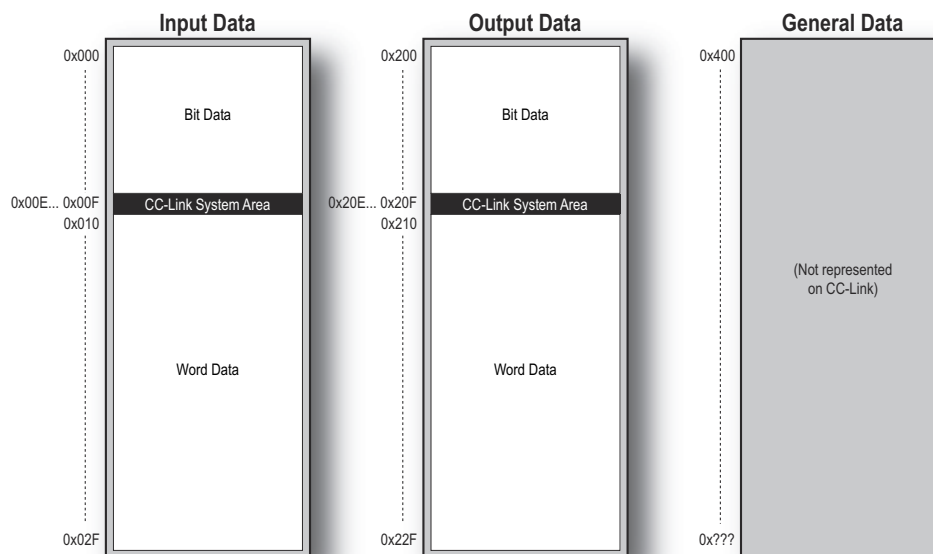 Input Data
Output Data
General Data
0x000
0x200
0x400
Bit Data
Bit Data
0x00E... 0x00F
CC-Link System Area
0x20E... 0x20F
CC-Link System Area
0x010
0x210
(Not represented
on CC-Link)
Word Data
Word Data
0x02F
0x22F
0x???